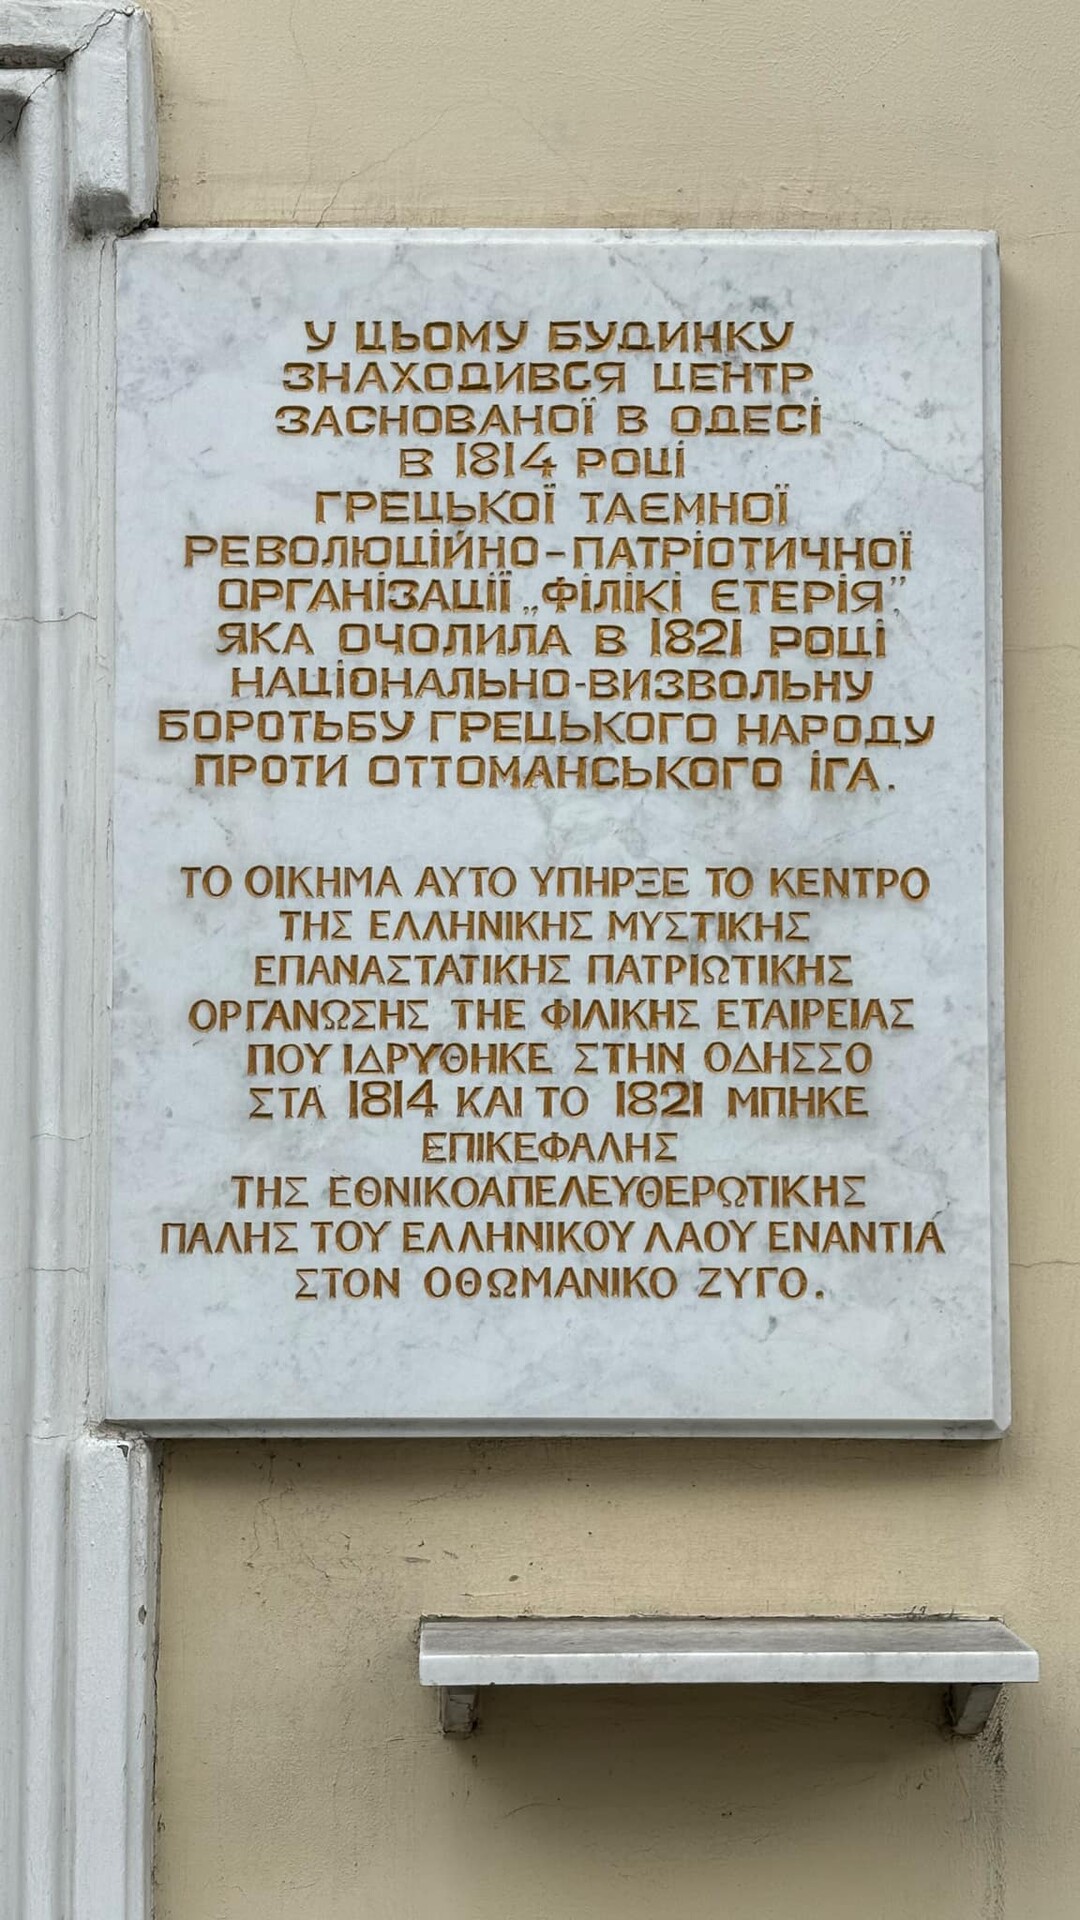 У ЦЬОМУ БУДИНКУ
ЗНАХОДИВСЯ ЦЕНТР
ЗАСНОВАНОЇ В ОДЕСІ
В 1814 РОЦІ
ГРЕЦЬКОЇ ТАЄМНОЇ
РЕВОЛЮЦІЙНО-ПАТРІОТИЧНОЇ
ОРГАНІЗАЦІЇ „ФІЛІКІ ЄТЕРІЯ”,
ЯКА ОЧОЛИЛА В 1821 РОЦІ
НАЦІОНАЛЬНО-ВИЗВОЛЬНУ
БОРОТЬБУ ГРЕЦЬКОГО НАРОДУ
ПРОТИ ОТТОМАНСЬКОГО ІГА.
ΤΟ ΟΙΚΗΜΑ ΑΥΤΟ ΥΠΗΡΞΕ ΤΟ ΚΕΝΤΡΟ
ΤΗΣ ΕΛΛΗΝΙΚΗΣ ΜΥΣΤΙΚΗΣ
ΕΠΑΝΑΣΤΑΤΙΚΗΣ ΠΑΤΡΙΩΤΙΚΗΣ
ΟΡΓΑΝΩΣΗΣ ΤΗΕ ΦΙΛΙΚΗΣ ΕΤΑΙΡΕΙΑΣ
ΠΟΥ ΙΔΡΥΘΗΚΕ ΣΤΗΝ ΟΔΗΣΣΟ
ΣΤΑ 1814 ΚΑΙ ΤΟ 1821 ΜΠΗΚΕ
ΕΠΙΚΕΦΑΛΗΣ
ΤΗΣ ΕΘΝΙΚΟΑΠΕΛΕΥΘΕΡΩΤΙΚΗΣ
ΠΑΛΗΣ ΤΟΥ ΕΛΛΗΝΙΚΟΥ ΛΑΟΥ ΕΝΑΝΤΙΑ
ΣΤΟΝ ΟΘΩΜΑΝΙΚΟ ΖΥΓΟ.